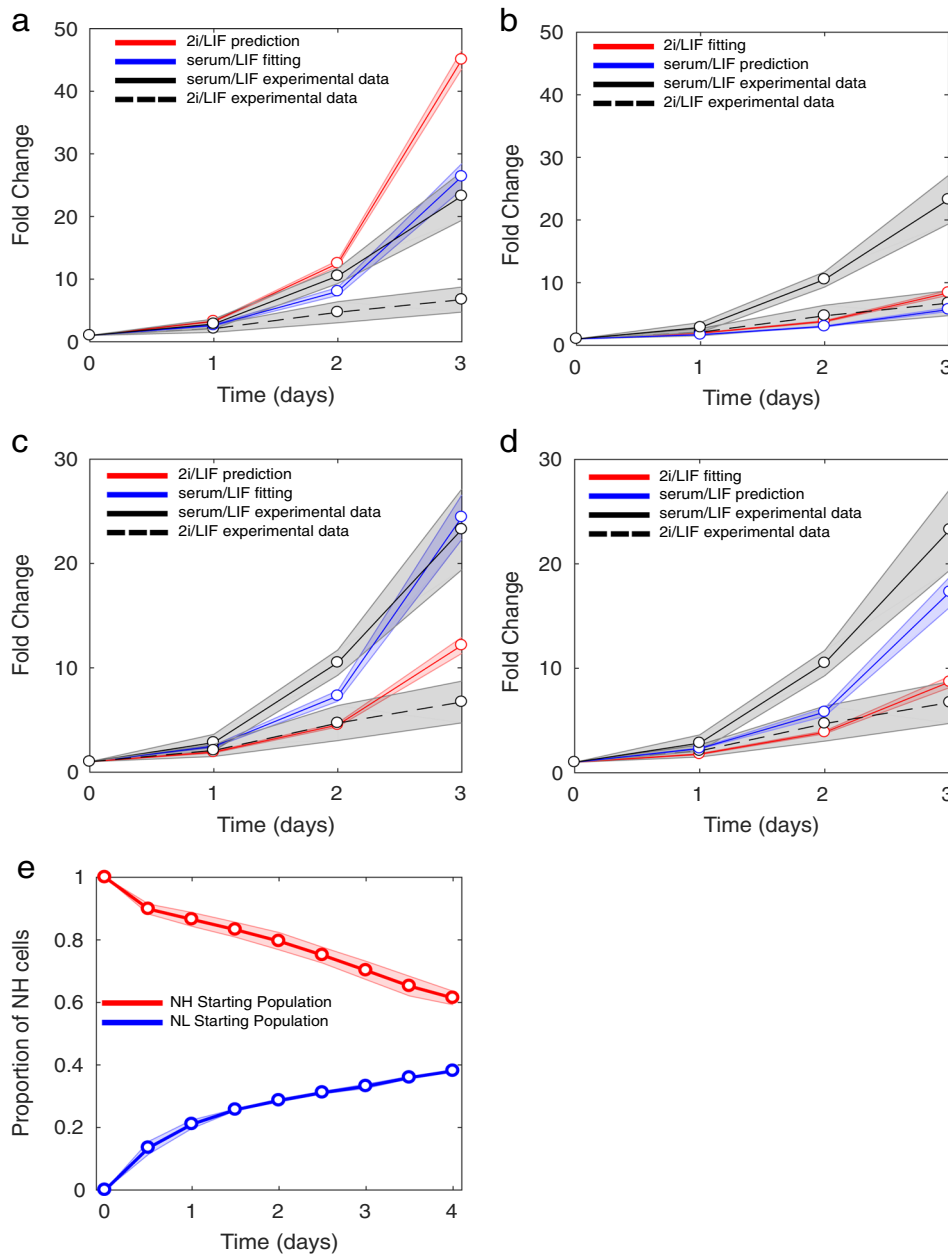 a
50
40
30
20
10
0
Fold Change
2i/LIF prediction
serum/LIF fitting
serum/LIF experimental data
2i/LIF experimental data
0 1 2 3
Time (days)
b
50
40
30
20
10
0
Fold Change
2i/LIF fitting
serum/LIF prediction
serum/LIF experimental data
2i/LIF experimental data
0 1 2 3
Time (days)
c
30
20
10
0
Fold Change
2i/LIF prediction
serum/LIF fitting
serum/LIF experimental data
2i/LIF experimental data
0 1 2 3
Time (days)
d
30
20
10
0
Fold Change
2i/LIF fitting
serum/LIF prediction
serum/LIF experimental data
2i/LIF experimental data
0 1 2 3
Time (days)
e
1
0.8
0.6
0.4
0.2
0
Proportion of NH cells
NH Starting Population
NL Starting Population
0 1 2 3 4
Time (days)